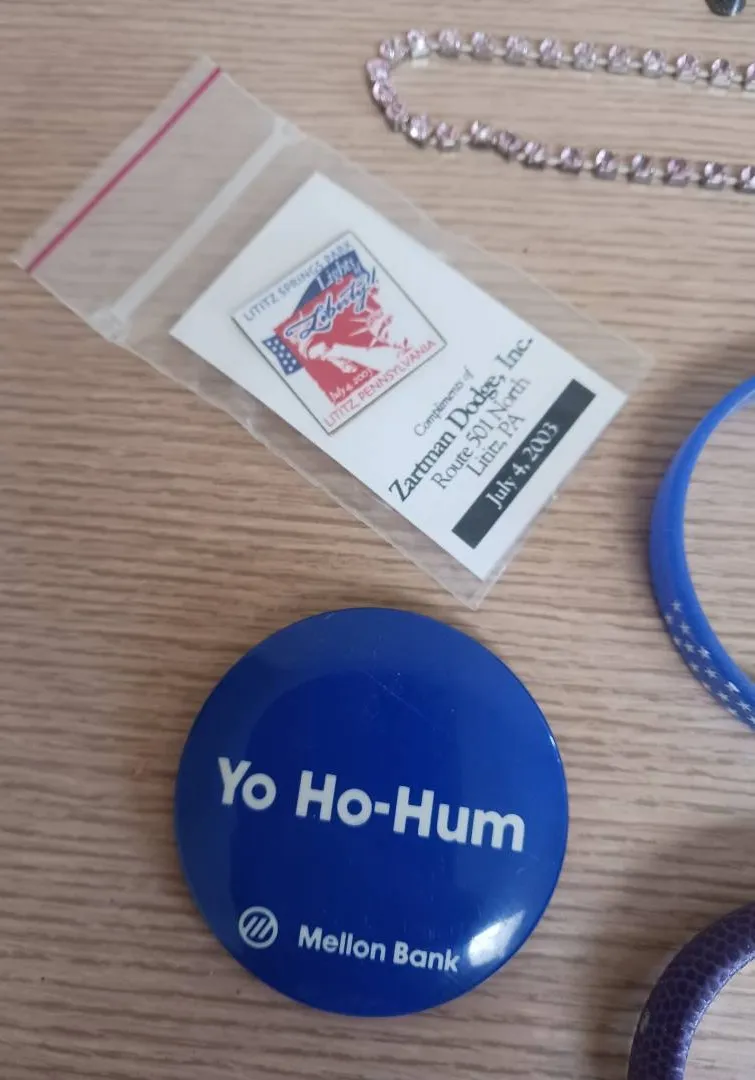 LITITZ SPRINGS PARK
Lights
Liberty!
July 4, 2003
LITITZ PENNSYLVANIA
Compliments of
Zartman Dodge, Inc.
Route 501 North
Lititz, PA
July 4, 2003
Yo Ho-Hum
Mellon Bank